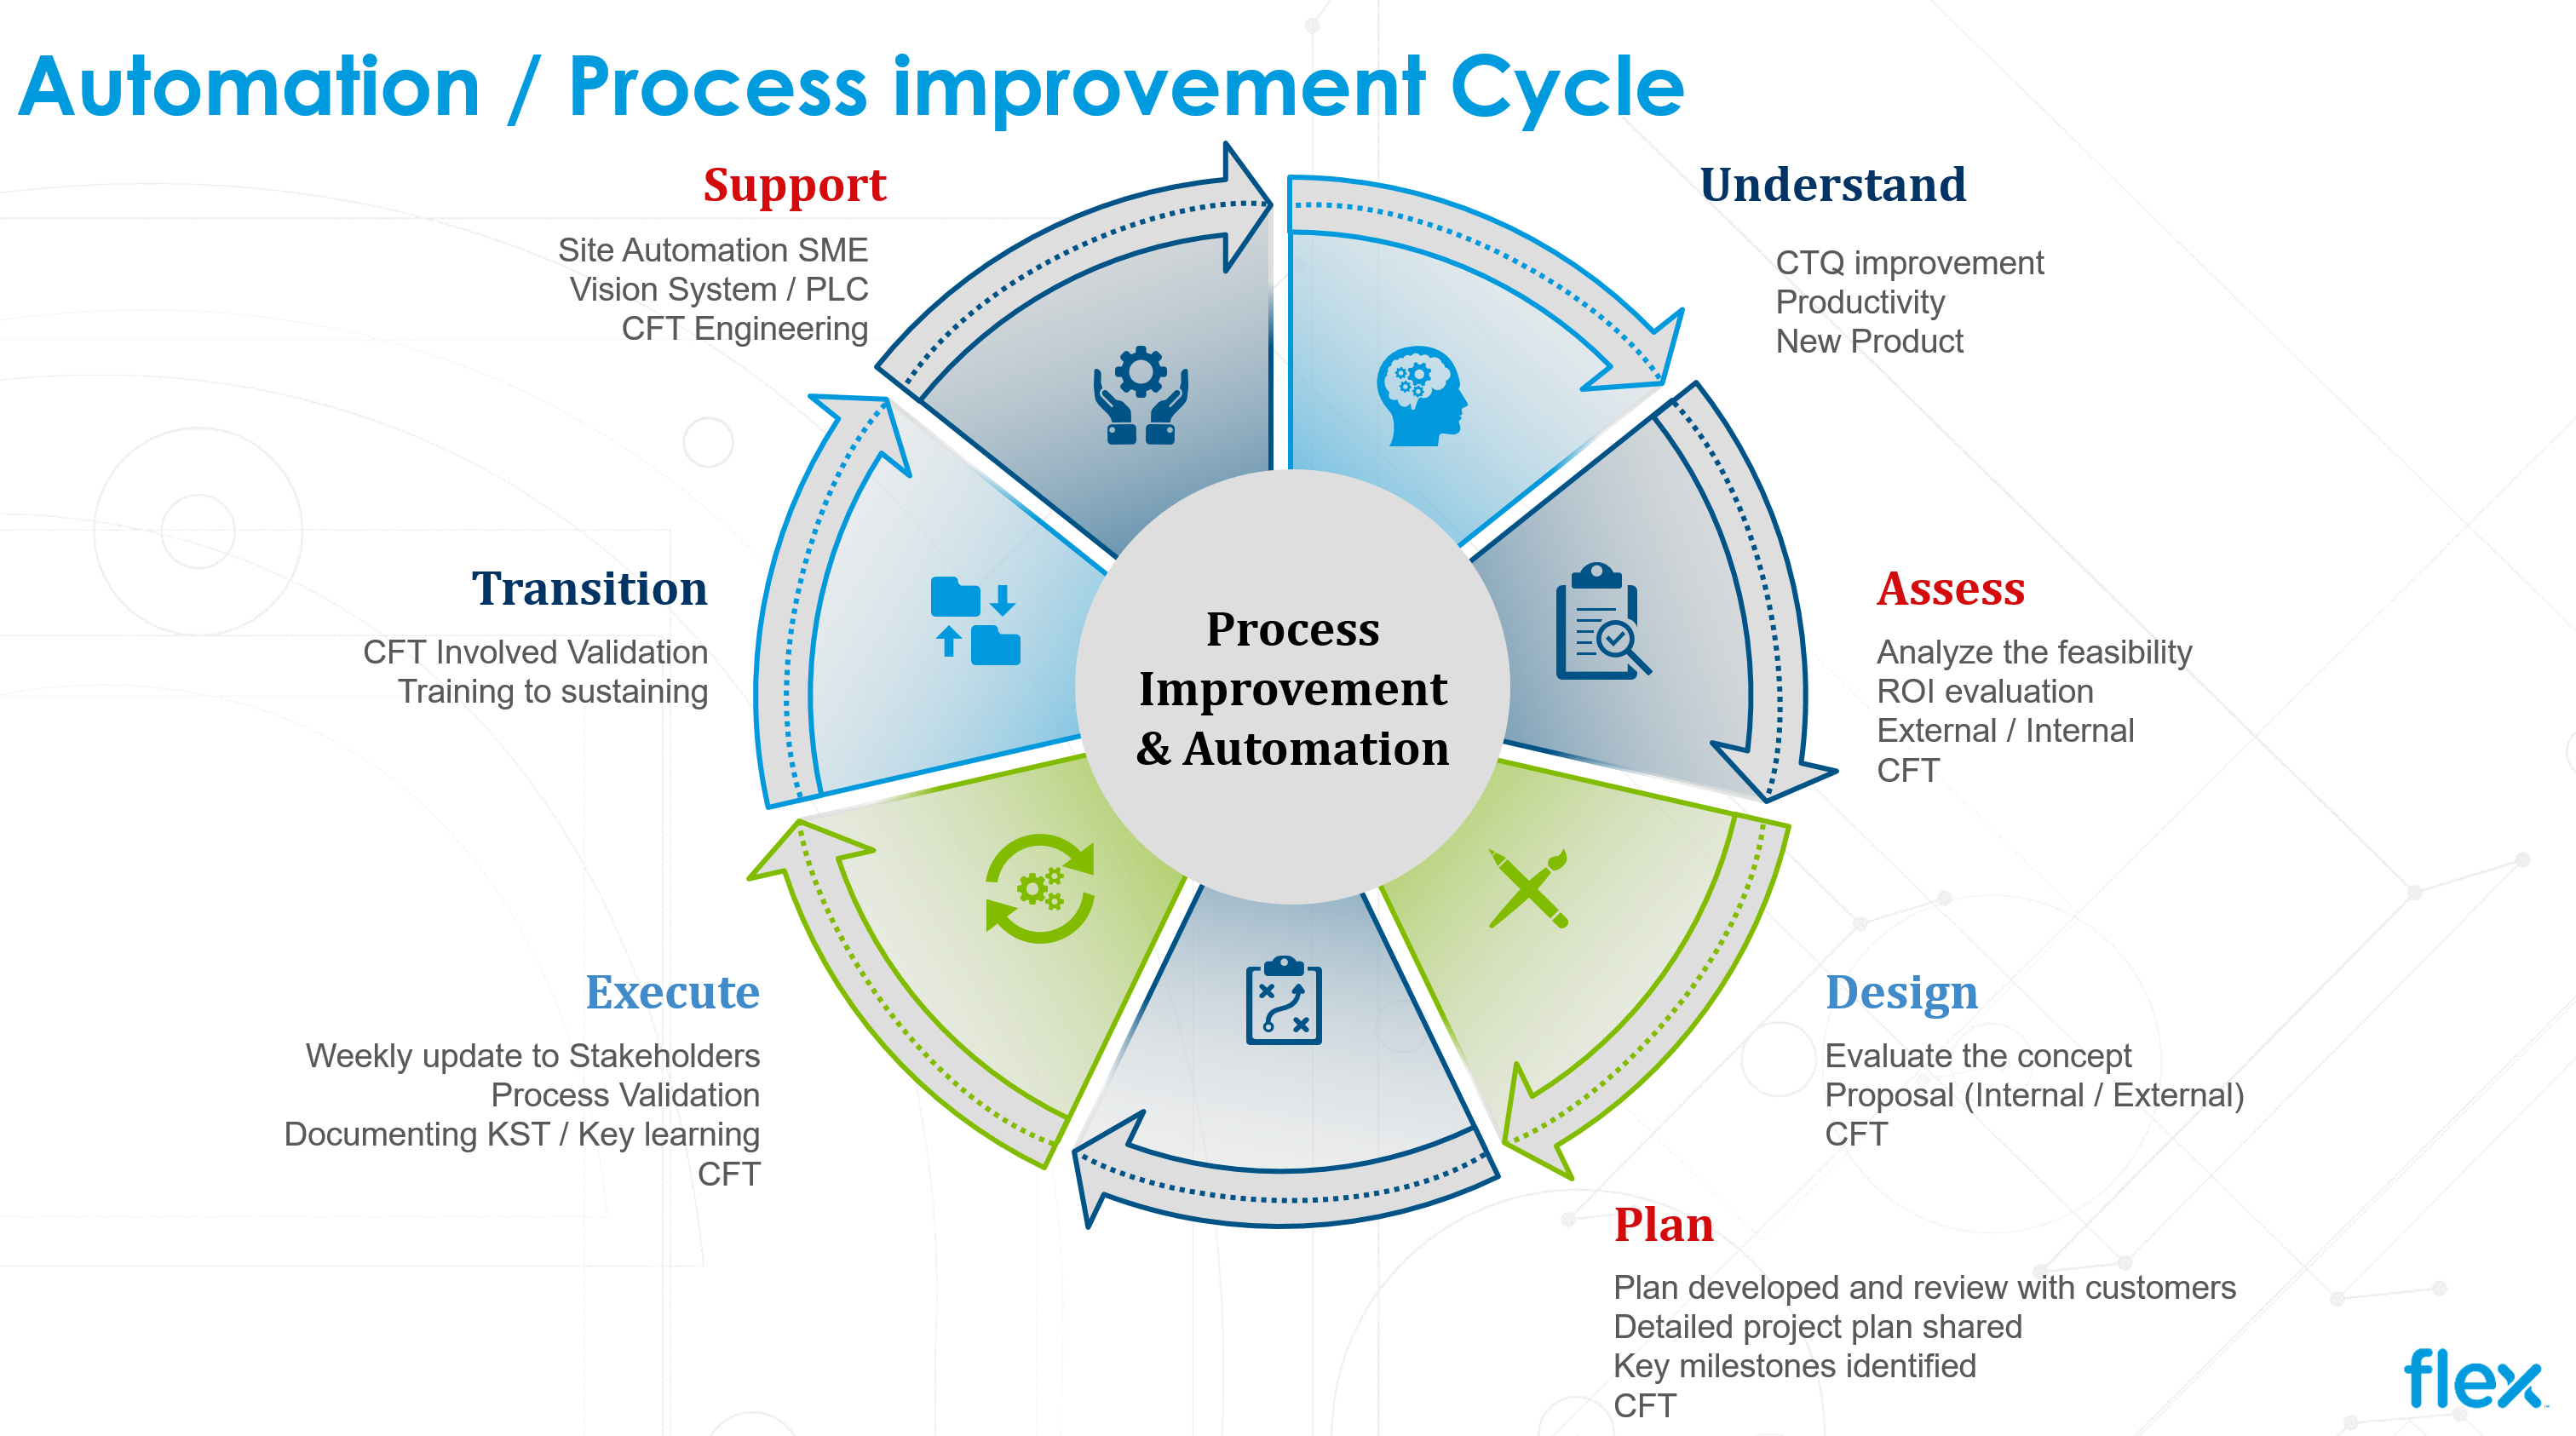 Automation / Process improvement Cycle
Support
Site Automation SME
Vision System / PLC
CFT Engineering
Understand
CTQ improvement
Productivity
New Product
Transition
CFT Involved Validation
Training to sustaining
Process
Improvement
& Automation
Assess
Analyze the feasibility
ROI evaluation
External / Internal
CFT
Execute
Weekly update to Stakeholders
Process Validation
Documenting KST / Key learning
CFT
Design
Evaluate the concept
Proposal (Internal / External)
CFT
Plan
Plan developed and review with customers
Detailed project plan shared
Key milestones identified
CFT
flex